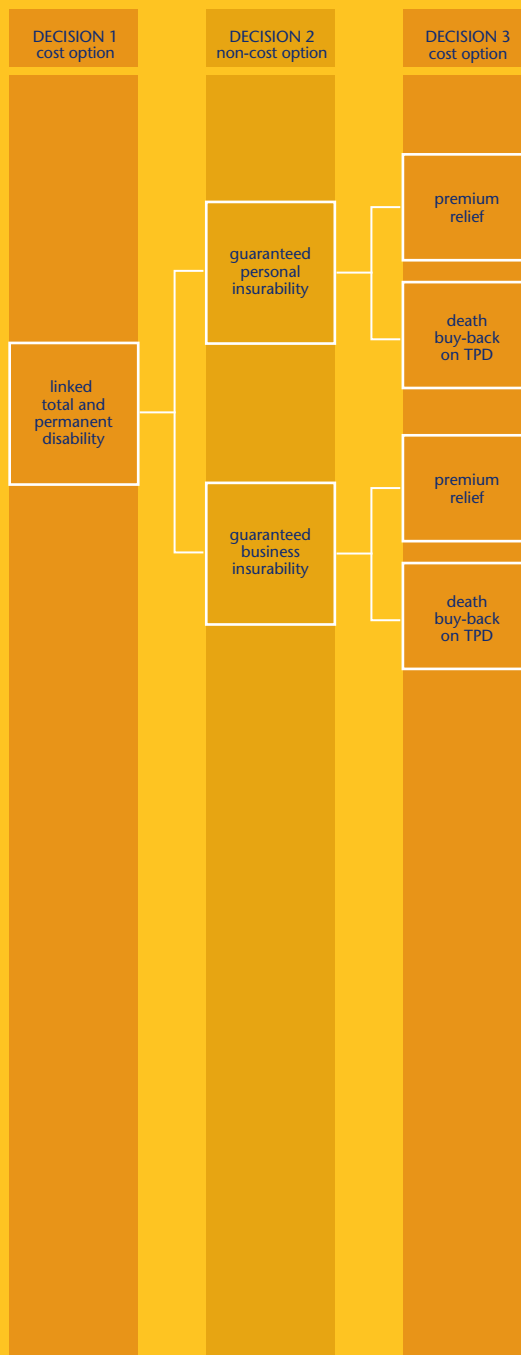 DECISION 1
cost option
DECISION 2
non-cost option
DECISION 3
cost option
linked
total and
permanent
disability
guaranteed
personal
insurability
premium
relief
death
buy-back
on TPD
guaranteed
business
insurability
premium
relief
death
buy-back
on TPD